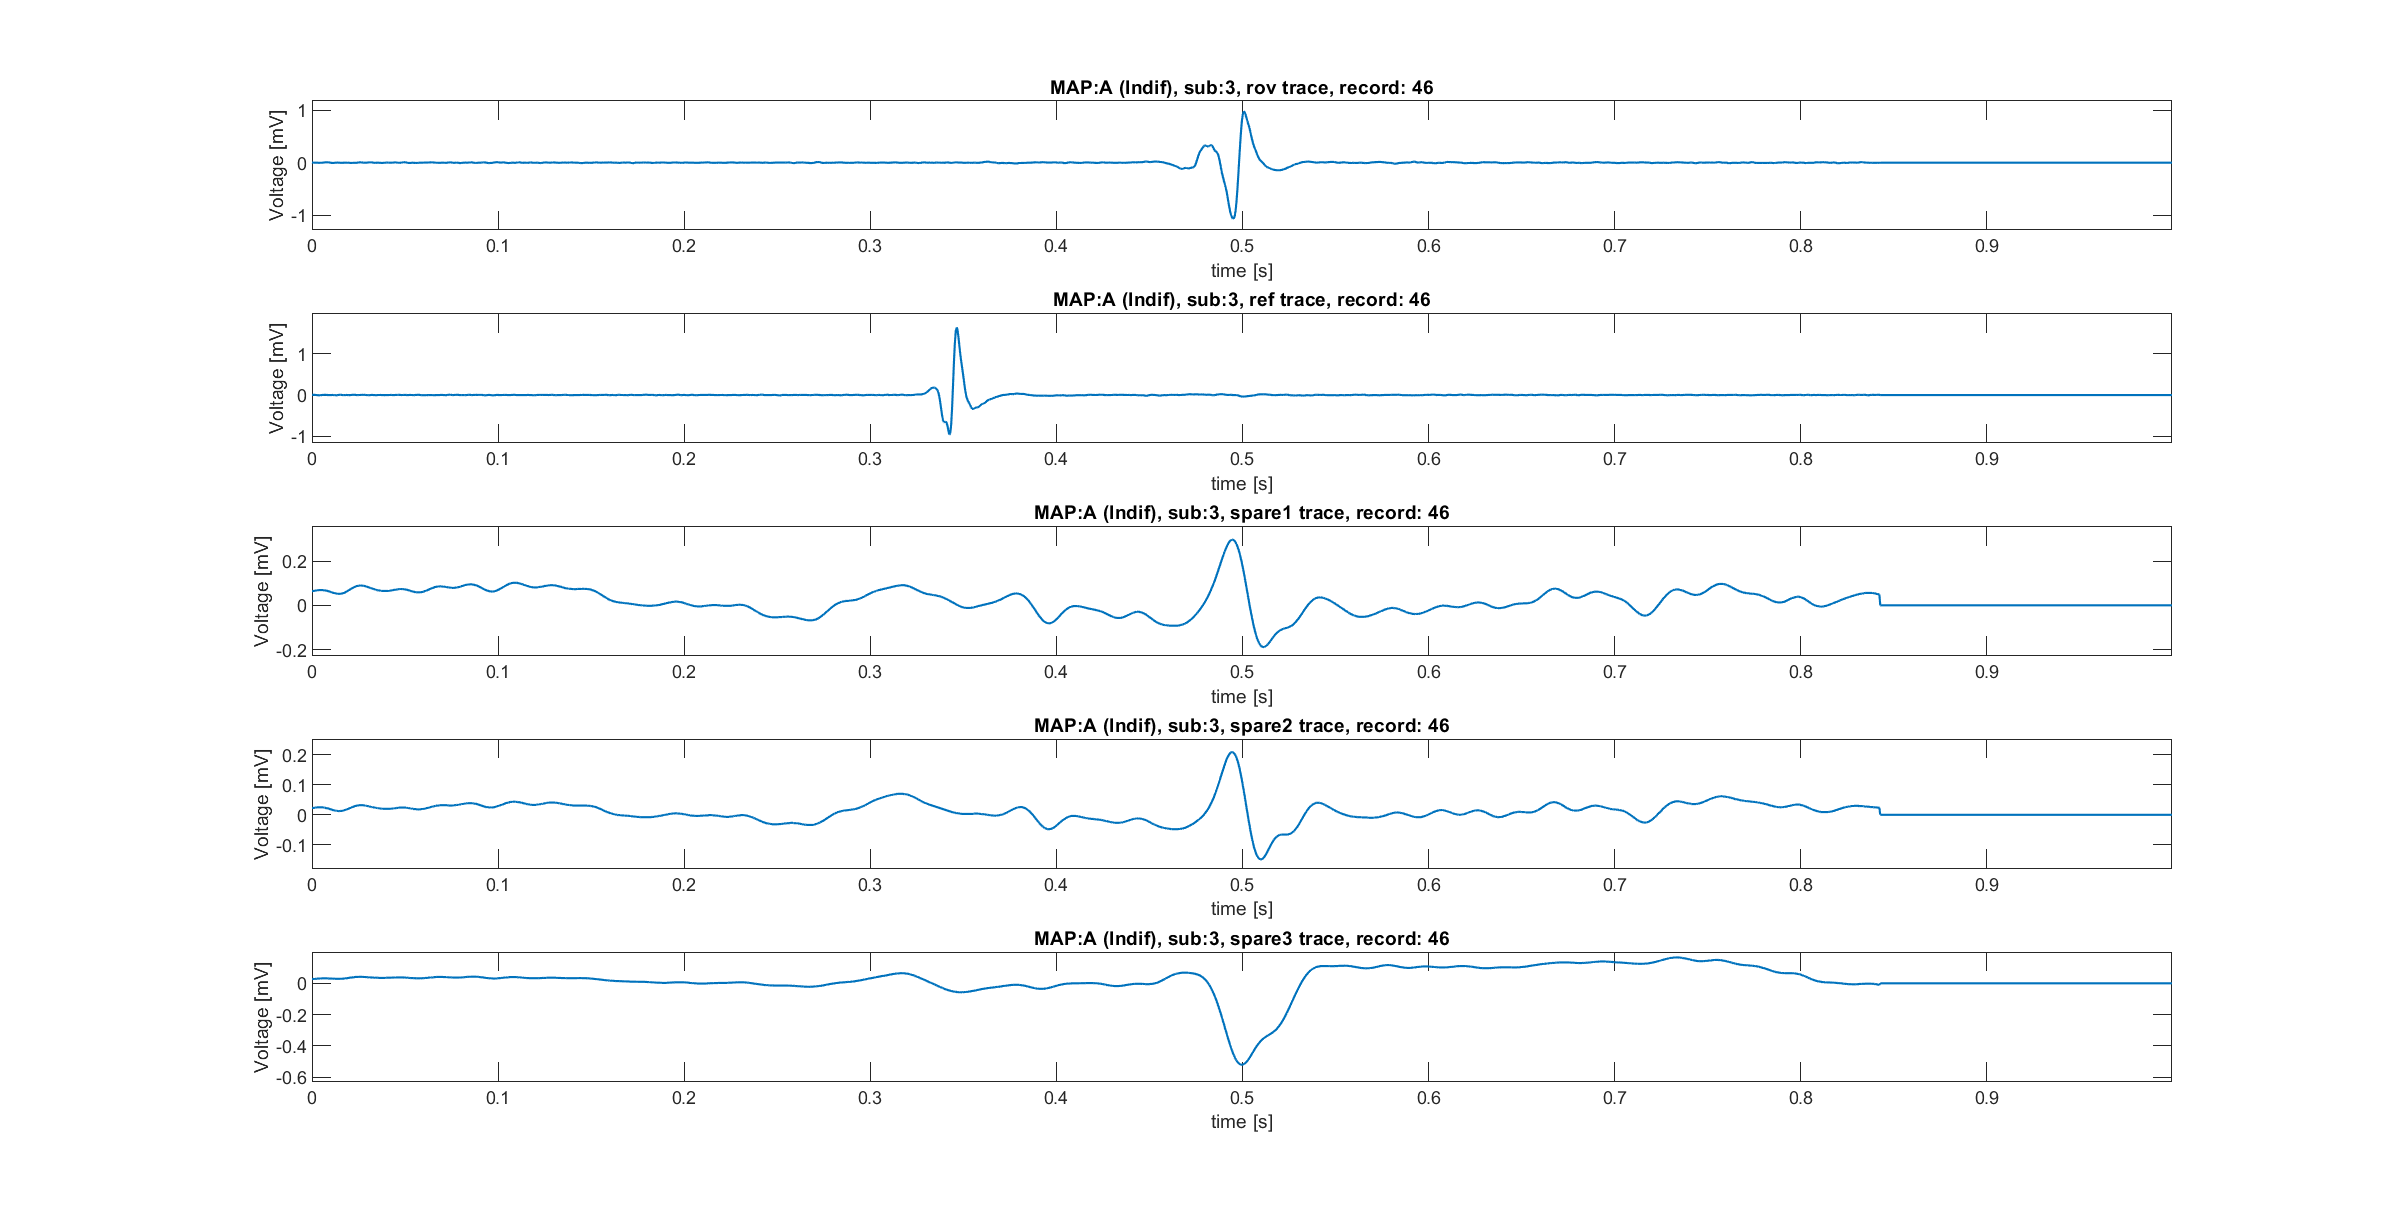 MAP:A (Indif), sub:3, rov trace, record: 46
Voltage [mV]
1
0
-1
0 0.1 0.2 0.3 0.4 0.5 0.6 0.7 0.8 0.9
time [s]
MAP:A (Indif), sub:3, ref trace, record: 46
Voltage [mV]
1
0
-1
0 0.1 0.2 0.3 0.4 0.5 0.6 0.7 0.8 0.9
time [s]
MAP:A (Indif), sub:3, spare1 trace, record: 46
Voltage [mV]
0.2
0
-0.2
0 0.1 0.2 0.3 0.4 0.5 0.6 0.7 0.8 0.9
time [s]
MAP:A (Indif), sub:3, spare2 trace, record: 46
Voltage [mV]
0.2
0.1
0
-0.1
0 0.1 0.2 0.3 0.4 0.5 0.6 0.7 0.8 0.9
time [s]
MAP:A (Indif), sub:3, spare3 trace, record: 46
Voltage [mV]
0
-0.2
-0.4
-0.6
0 0.1 0.2 0.3 0.4 0.5 0.6 0.7 0.8 0.9
time [s]